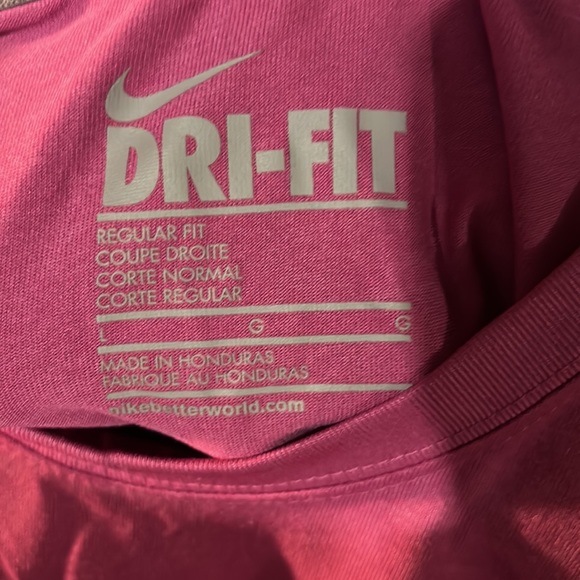 DRI-FIT
REGULAR FIT
COUPE DROITE
CORTE NORMAL
CORTE REGULAR
L G G
MADE IN HONDURAS
FABRIQUE AU HONDURAS
nikebetterworld.com